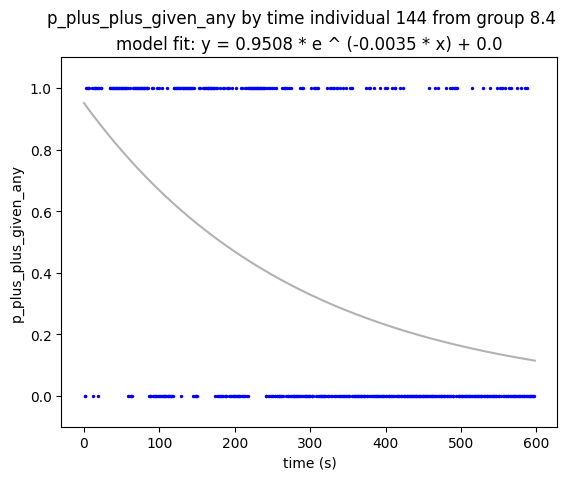 p_plus_plus_given_any by time individual 144 from group 8.4
model fit: y = 0.9508 * e ^ (-0.0035 * x) + 0.0
1.0
0.8
0.6
0.4
0.2
0.0
p_plus_plus_given_any
0 100 200 300 400 500 600
time (s)